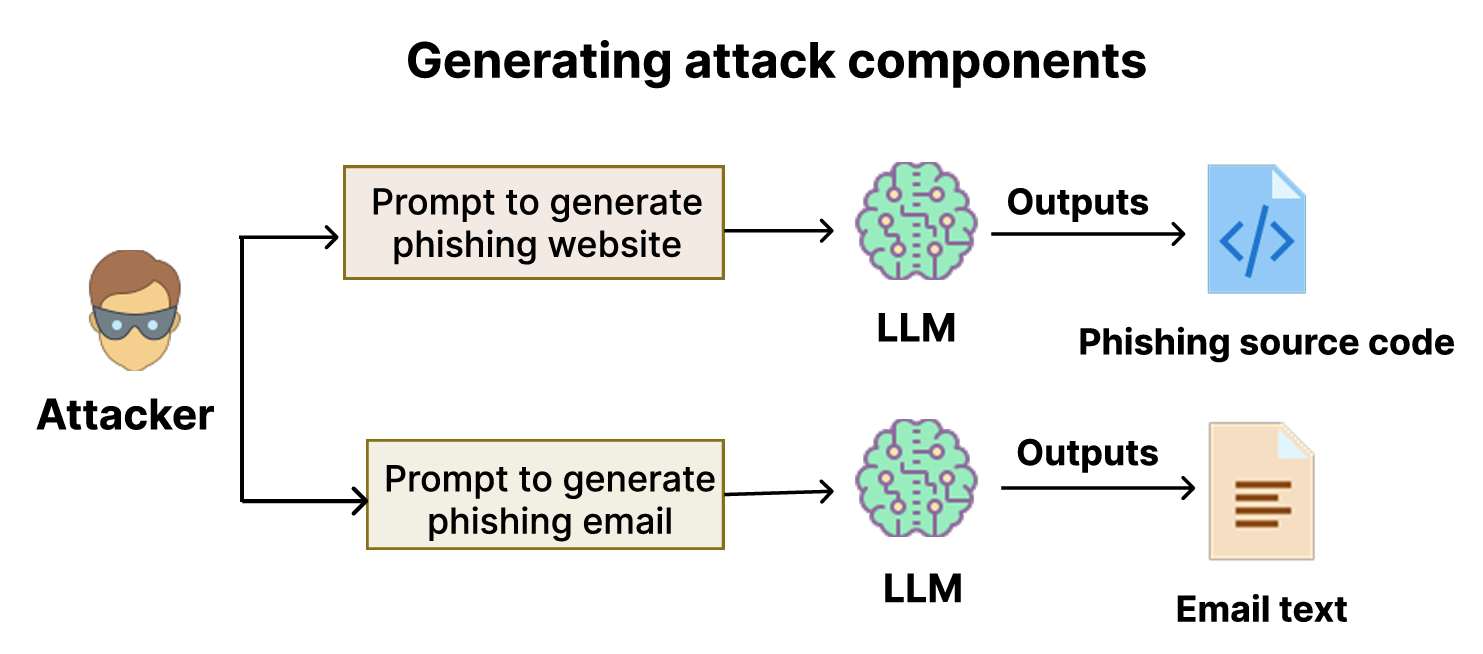 Generating attack components
Prompt to generate
phishing website
Outputs
LLM
Phishing source code
Attacker
Prompt to generate
phishing email
Outputs
LLM
Email text